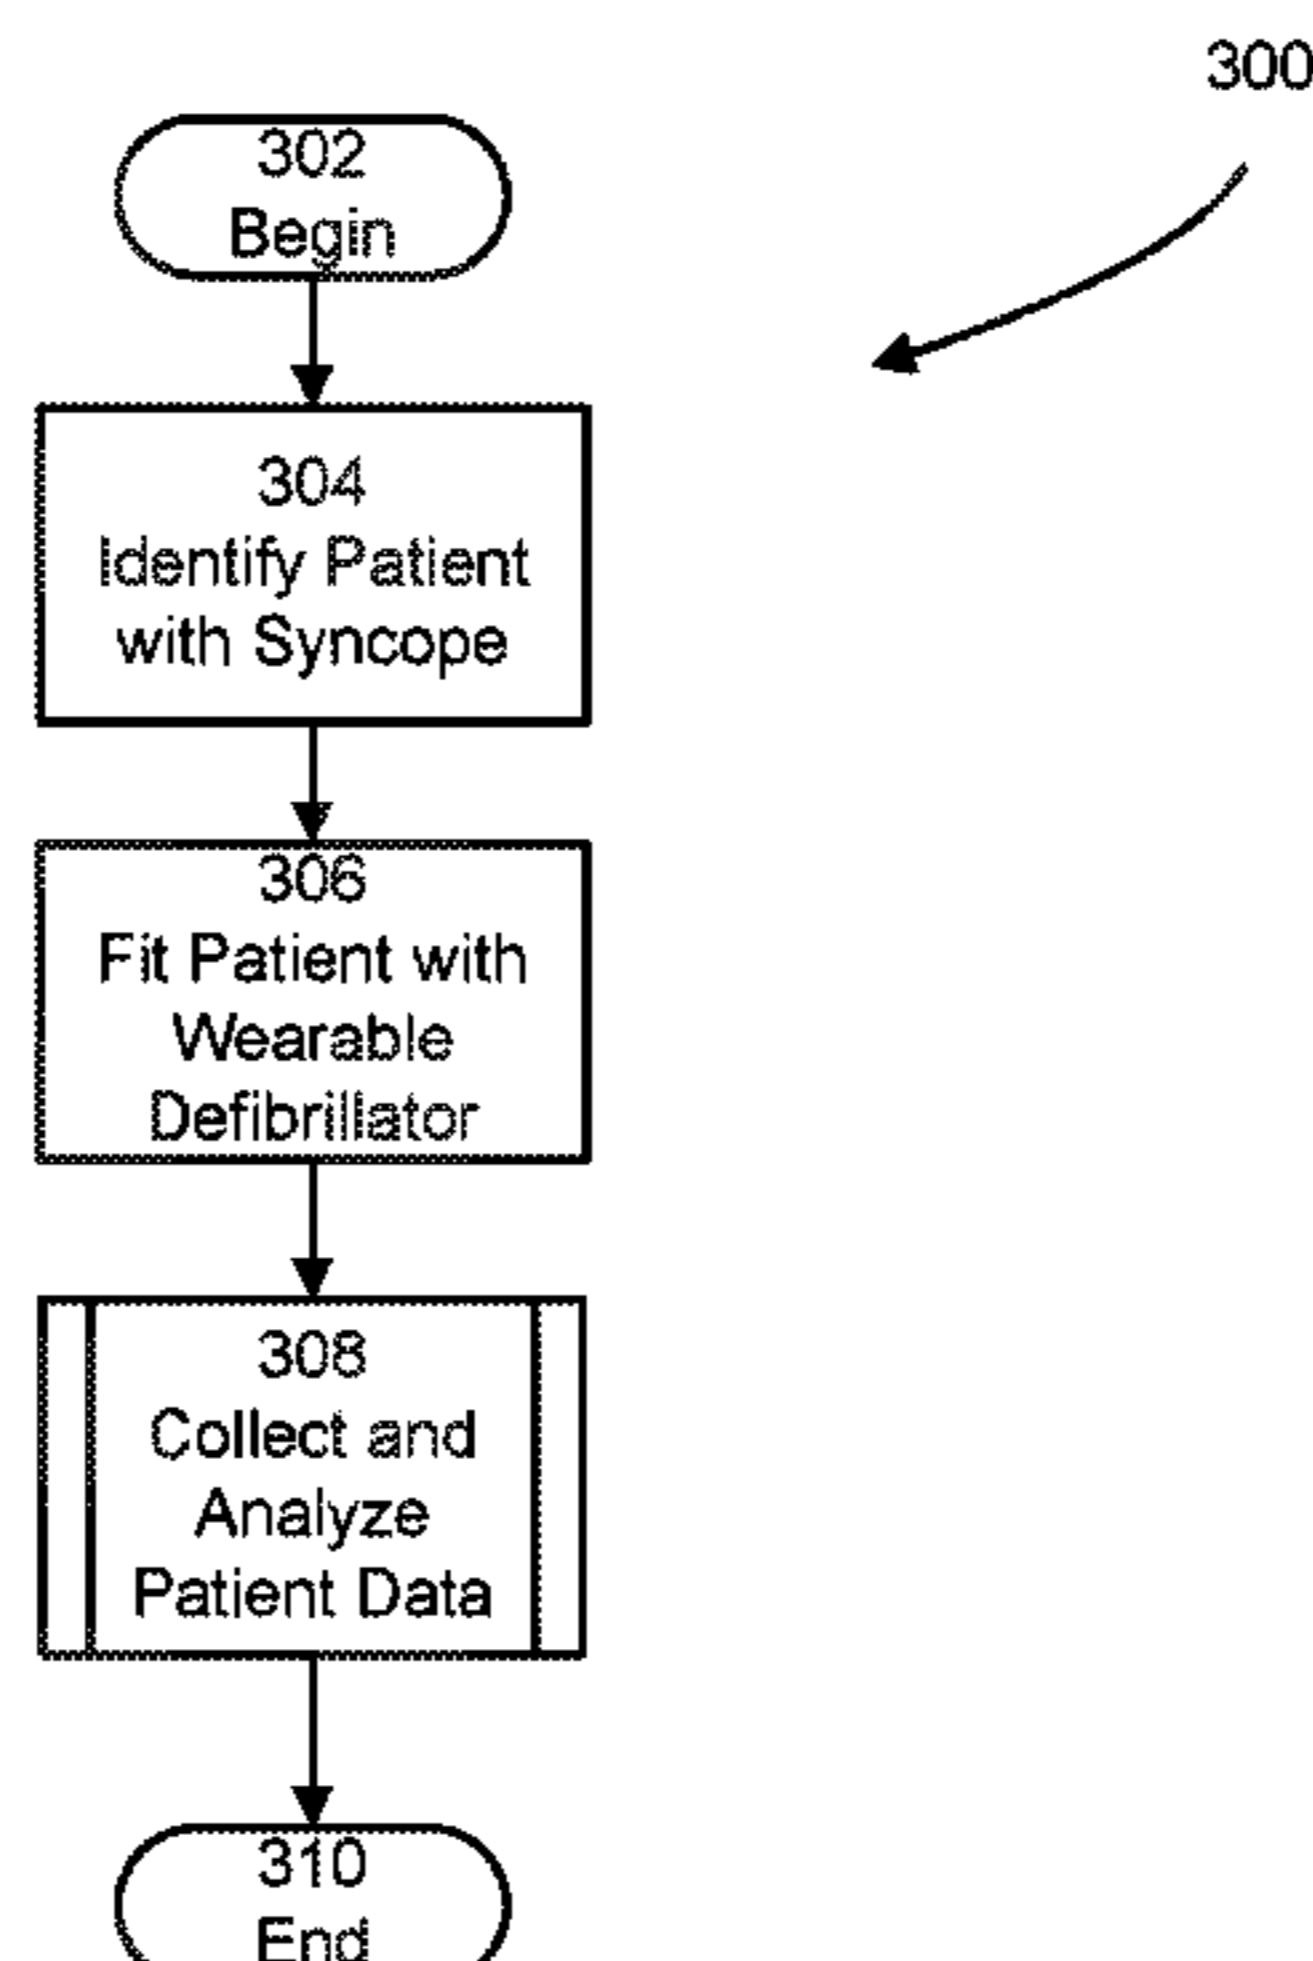 300
302
Begin
304
Identify Patient
with Syncope
306
Fit Patient with
Wearable
Defibrillator
308
Collect and
Analyze
Patient Data
310
End